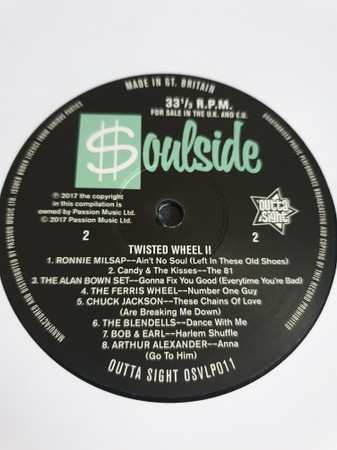 MADE IN GT. BRITAIN
33⅓ R.P.M.
FOR SALE IN THE U.K. AND E.U.
$oulside
℗ 2017 the copyright
in this compilation is
owned by Passion Music Ltd.
© 2017 Passion Music Ltd.
outta
sight
2
2
TWISTED WHEEL II
1. RONNIE MILSAP--Ain't No Soul (Left In These Old Shoes)
2. Candy & The Kisses--The 81
3. THE ALAN BOWN SET--Gonna Fix You Good (Everytime You're Bad)
4. THE FERRIS WHEEL--Number One Guy
5. CHUCK JACKSON--These Chains Of Love
(Are Breaking Me Down)
6. THE BLENDELLS--Dance With Me
7. BOB & EARL--Harlem Shuffle
8. ARTHUR ALEXANDER--Anna
(Go To Him)
OUTTA SIGHT OSVLP011